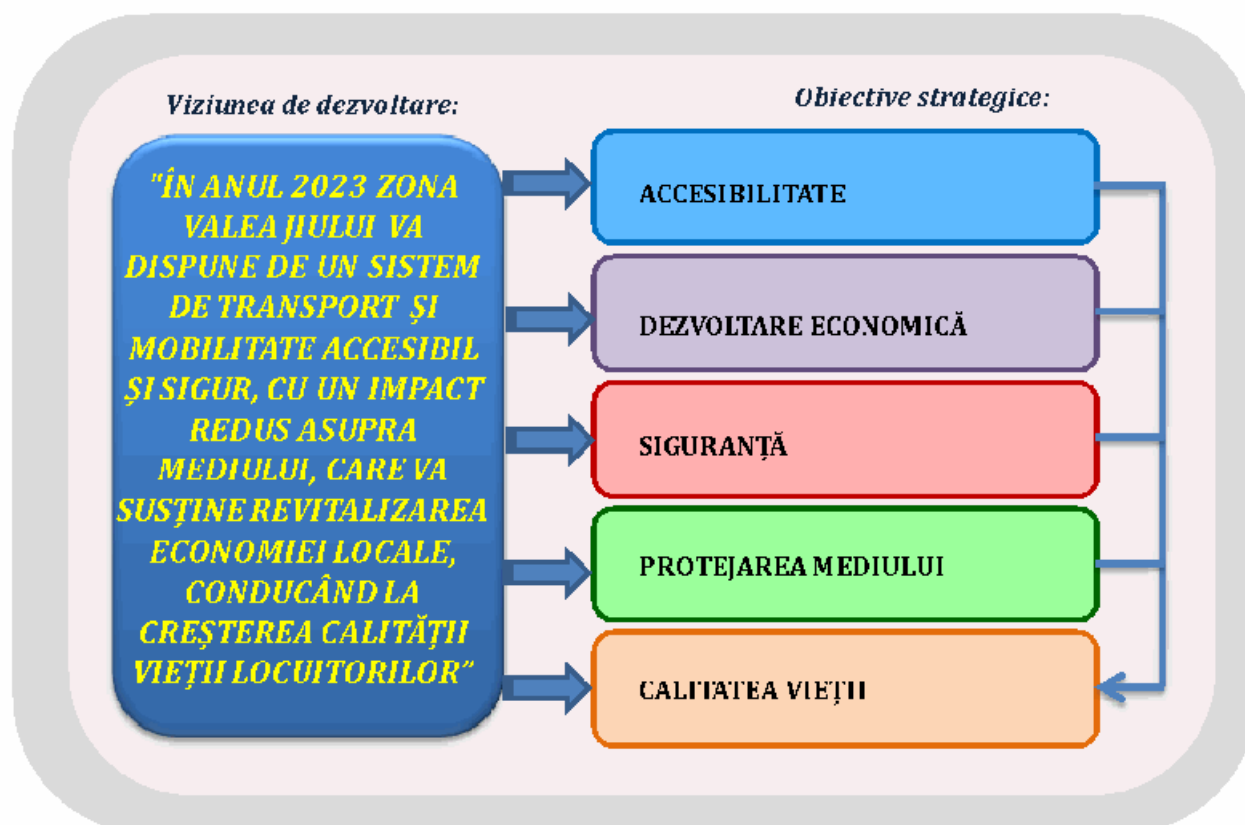 Viziunea de dezvoltare:
Obiective strategice:
"ÎN ANUL 2023 ZONA
VALEA JIULUI VA
DISPUNE DE UN SISTEM
DE TRANSPORT ȘI
MOBILITATE ACCESIBIL
ȘI SIGUR, CU UN IMPACT
REDUS ASUPRA
MEDIULUI, CARE VA
SUSȚINE REVITALIZAREA
ECONOMIEI LOCALE,
CONDUCÂND LA
CREȘTEREA CALITĂȚII
VIEȚII LOCUITORILOR”
ACCESIBILITATE
DEZVOLTARE ECONOMICĂ
SIGURANȚĂ
PROTEJAREA MEDIULUI
CALITATEA VIEȚII